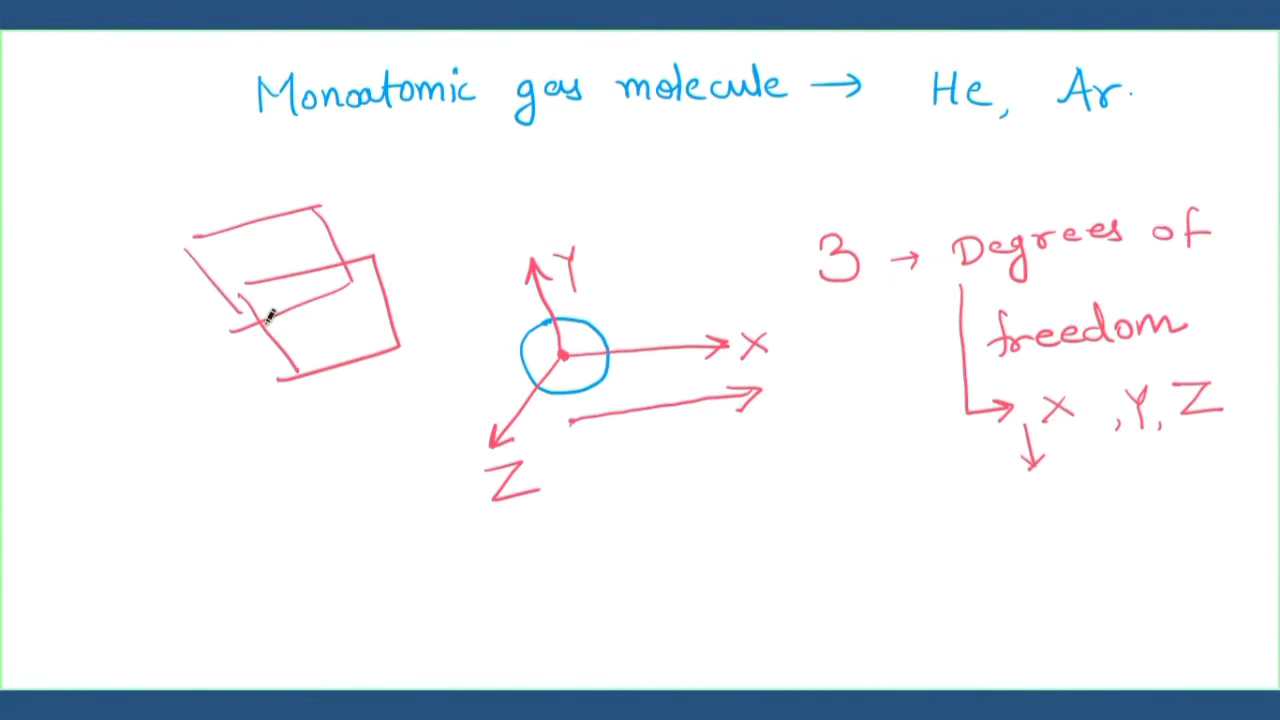 Monoatomic gas molecule → He, Ar.
Y
X
Z
3 → Degrees of
freedom
X , Y, Z